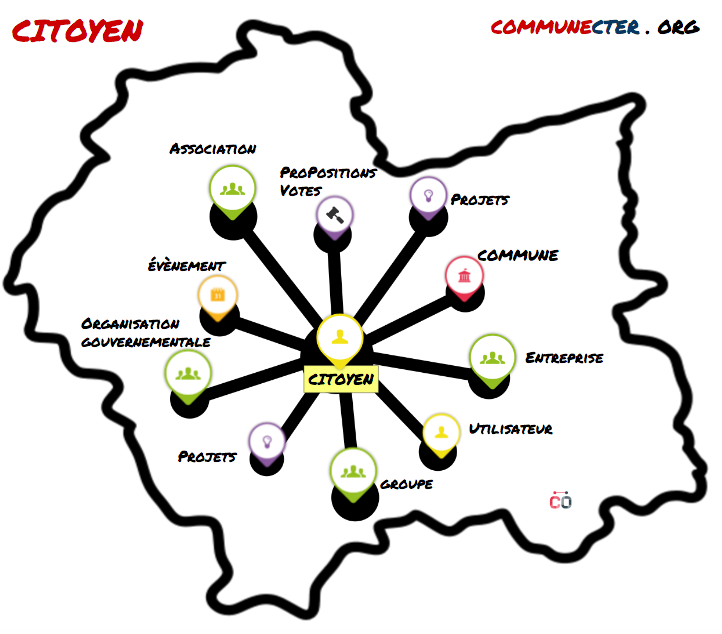 CITOYEN
COMMUNECTER . ORG
ASSOCIATION
PROPOSITIONS
VOTES
PROJETS
COMMUNE
ÉVÈNEMENT
ORGANISATION
GOUVERNEMENTALE
ENTREPRISE
CITOYEN
UTILISATEUR
PROJETS
GROUPE
CO